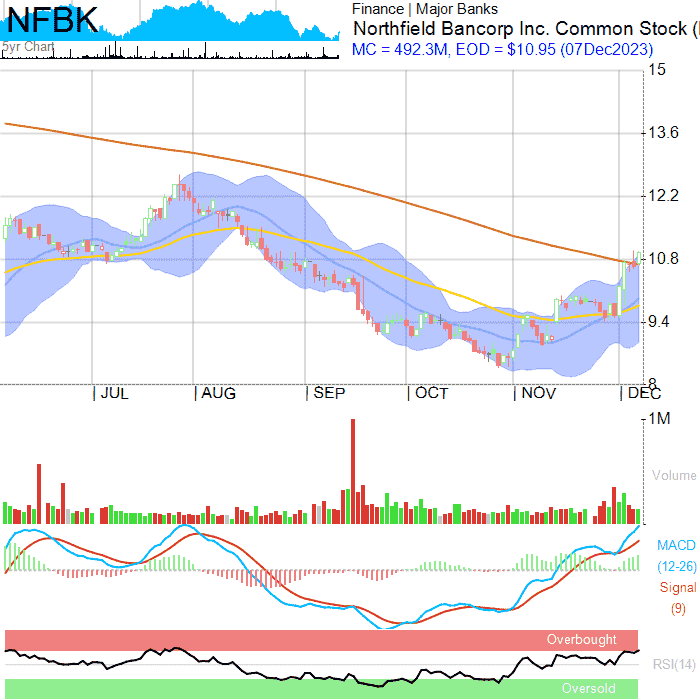 NFBK
5yr Chart
Finance | Major Banks
Northfield Bancorp Inc. Common Stock (
MC = 492.3M, EOD = $10.95 (07Dec2023)
15
13.6
12.2
10.8
9.4
8
| JUL | AUG | SEP | OCT | NOV | DEC
1M
Volume
MACD
(12-26)
Signal
(9)
Overbought
RSI(14)
Oversold